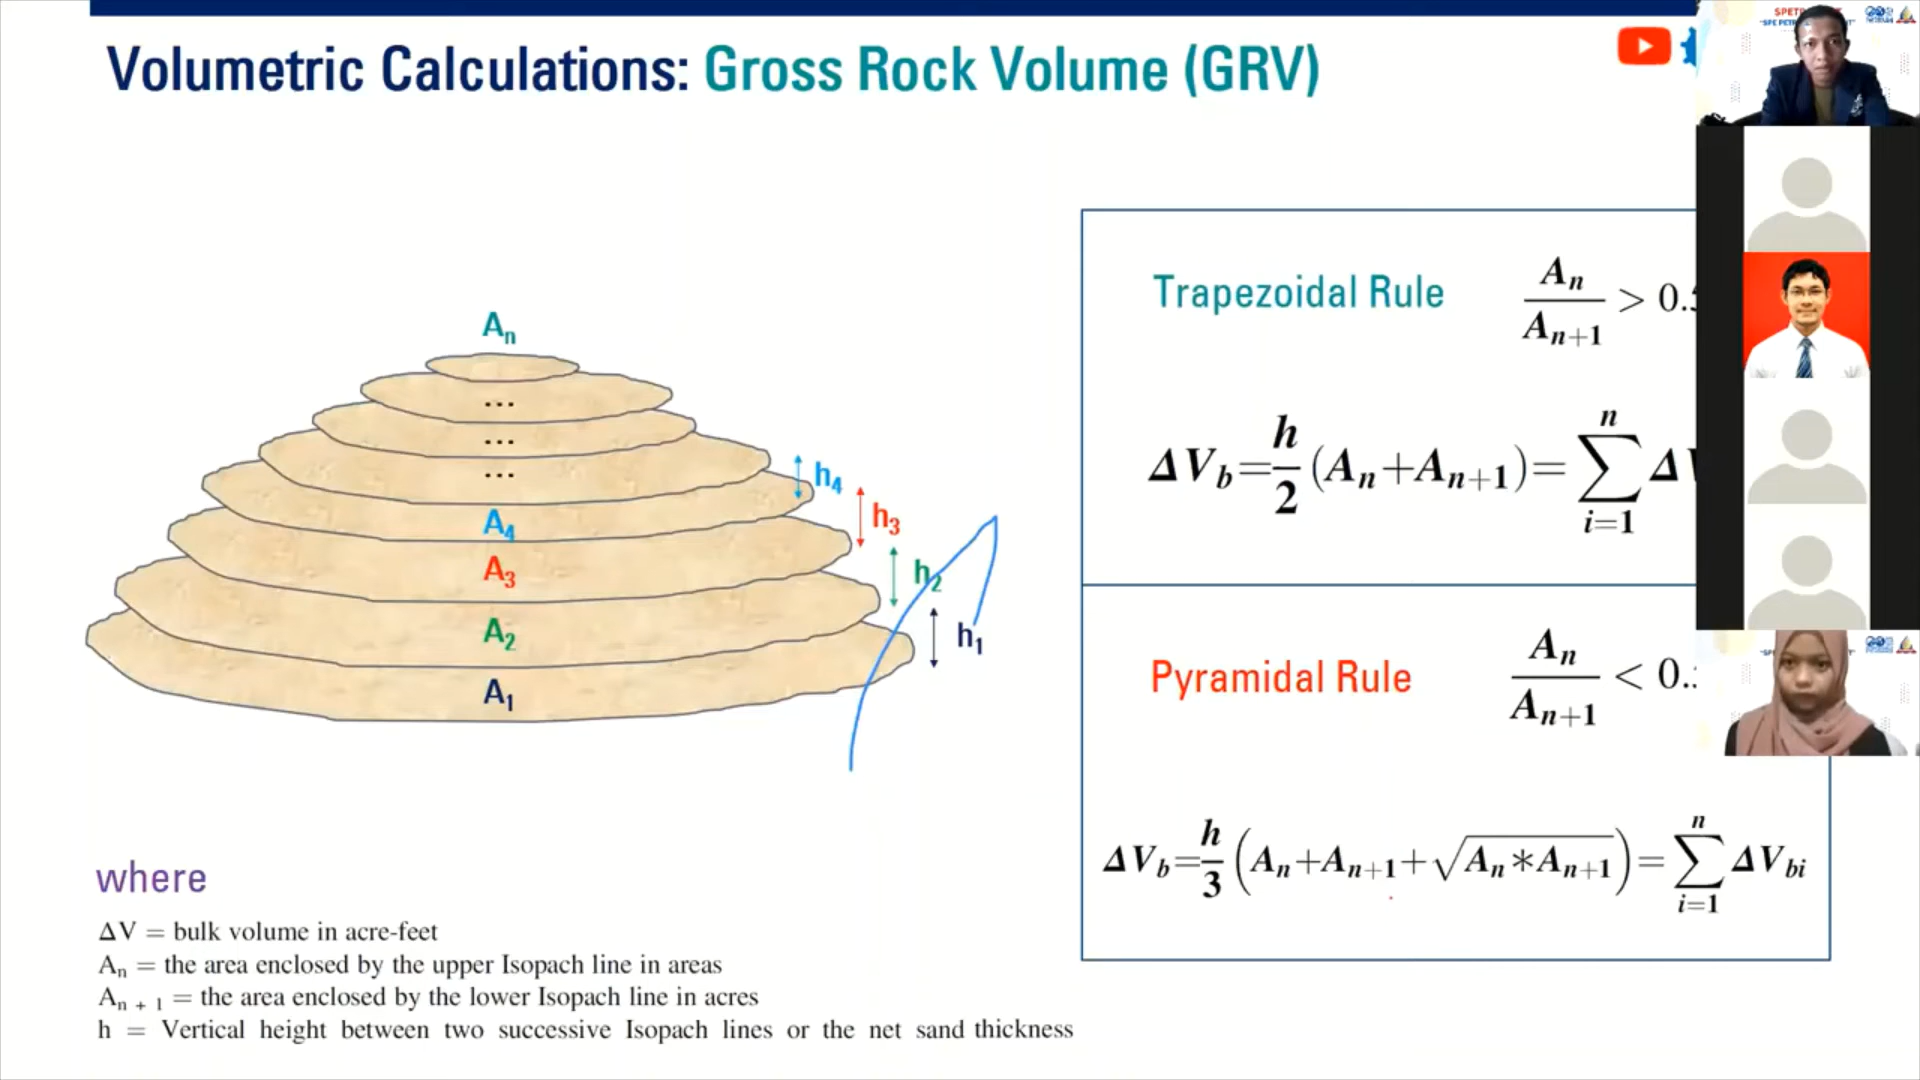 Volumetric Calculations: Gross Rock Volume (GRV)
Trapezoidal Rule
Aₙ / Aₙ₊₁ > 0.5
ΔV_b = h/2 (Aₙ+Aₙ₊₁) = ∑ i=1 n ΔV
Pyramidal Rule
Aₙ / Aₙ₊₁ < 0.
ΔV_b = h/3 (Aₙ+Aₙ₊₁+√(Aₙ*Aₙ₊₁)) = ∑ i=1 n ΔV_bi
Aₙ
...
...
...
A₄
A₃
A₂
A₁
h₄
h₃
h₂
h₁
where
ΔV = bulk volume in acre-feet
Aₙ = the area enclosed by the upper Isopach line in areas
Aₙ ₊ ₁ = the area enclosed by the lower Isopach line in acres
h = Vertical height between two successive Isopach lines or the net sand thickness